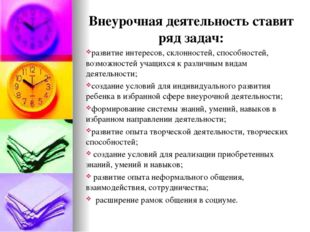 Внеурочная деятельность ставит
ряд задач:
развитие интересов, склонностей, способностей,
возможностей учащихся к различным видам
деятельности;
создание условий для индивидуального развития
ребенка в избранной сфере внеурочной деятельности;
формирование системы знаний, умений, навыков в
избранном направлении деятельности;
развитие опыта творческой деятельности, творческих
способностей;
создание условий для реализации приобретенных
знаний, умений и навыков;
развитие опыта неформального общения,
взаимодействия, сотрудничества;
расширение рамок общения в социуме.